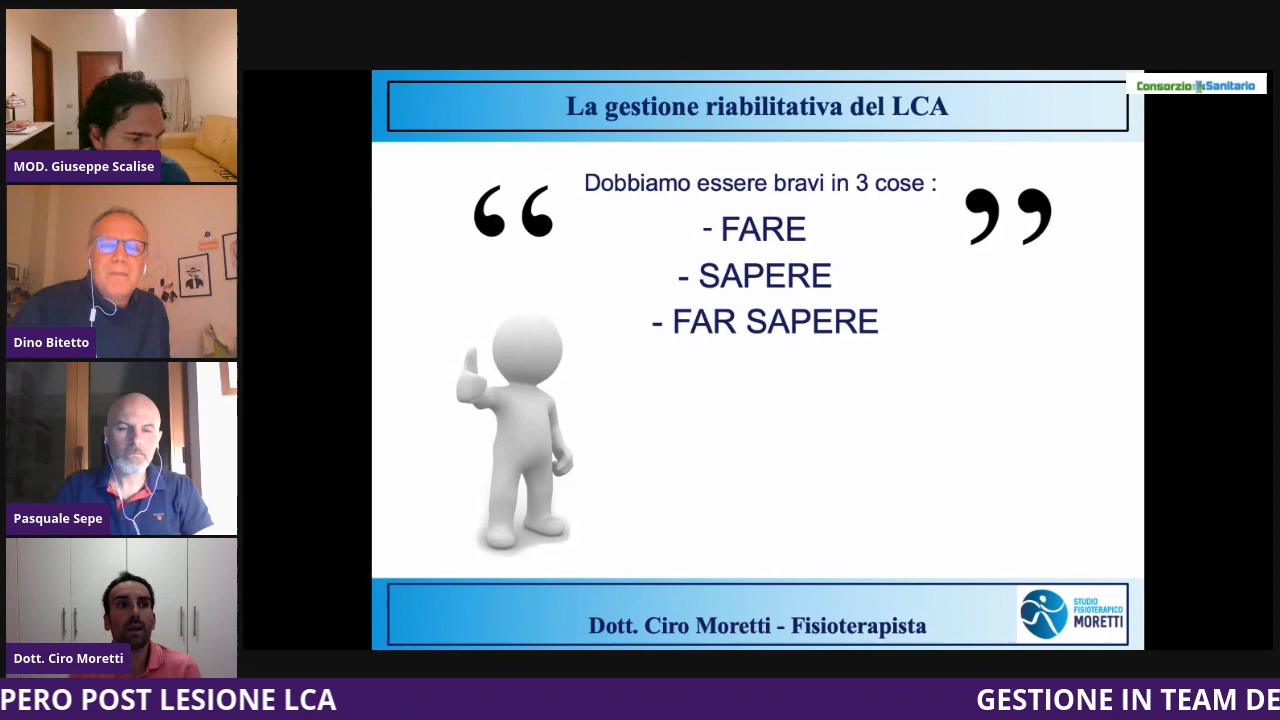 MOD. Giuseppe Scalise
Dino Bitetto
Pasquale Sepe
Dott. Ciro Moretti
Consorzio Sanitario
La gestione riabilitativa del LCA
“ Dobbiamo essere bravi in 3 cose : ”
- FARE
- SAPERE
- FAR SAPERE
Dott. Ciro Moretti - Fisioterapista
STUDIO
FISIOTERAPICO
MORETTI
PERO POST LESIONE LCA
GESTIONE IN TEAM DE